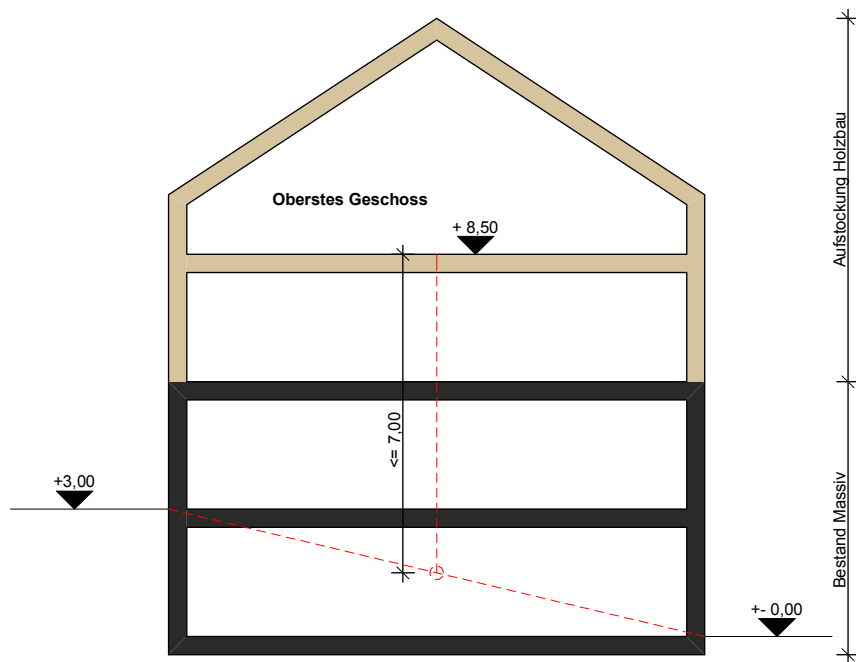 Aufstockung Holzbau
Oberstes Geschoss
+ 8,50
<= 7,00
+3,00
Bestand Massiv
+- 0,00